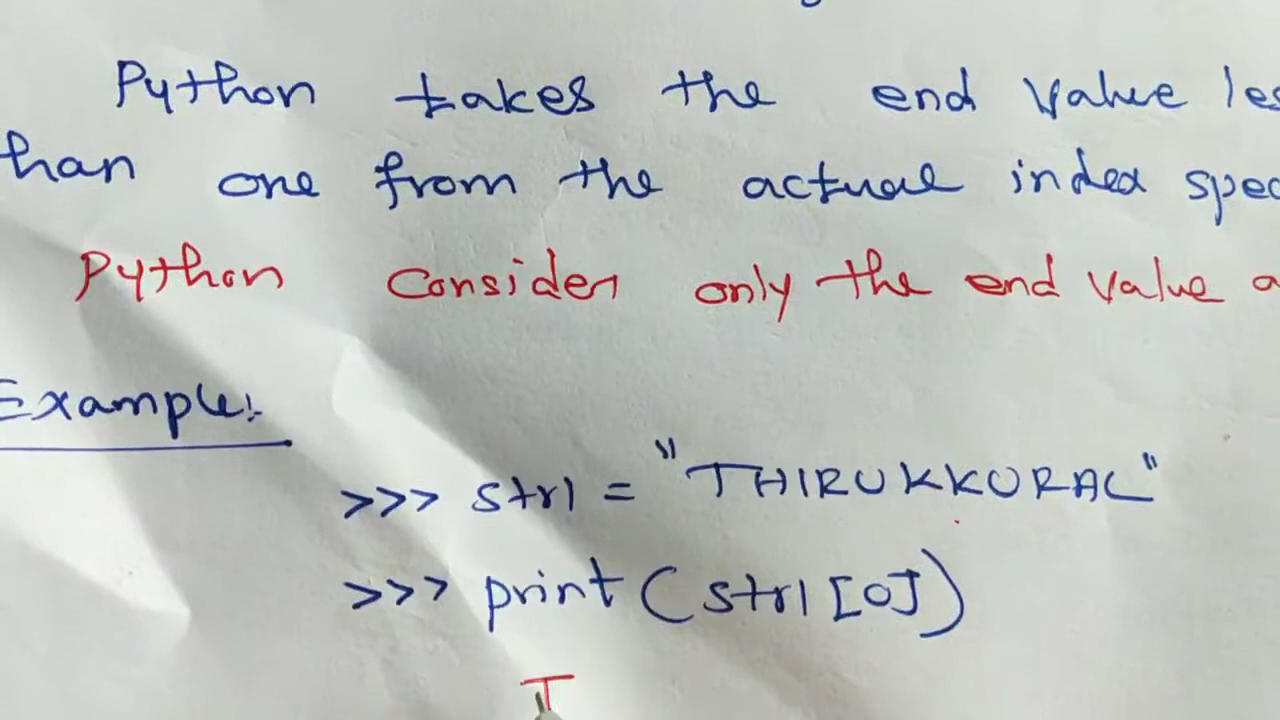 Python takes the end value les
han one from the actual index spec
Python consider only the end value a
Example:
>>> str1 = "THIRUKKURAL"
>>> print(str1[0])
T